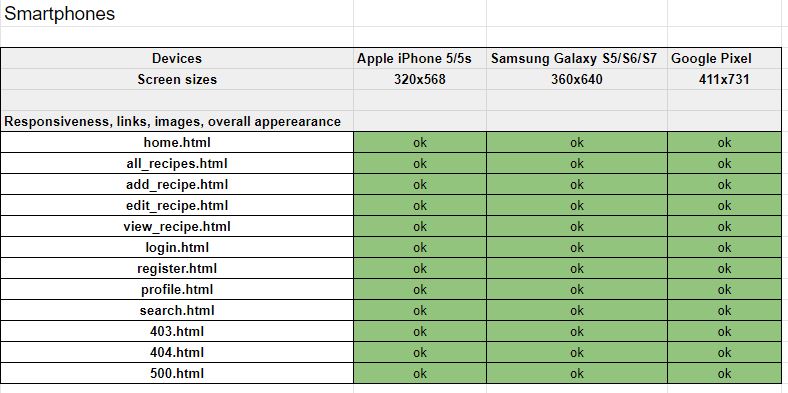 Smartphones
Devices Apple iPhone 5/5s Samsung Galaxy S5/S6/S7 Google Pixel
Screen sizes 320x568 360x640 411x731
Responsiveness, links, images, overall apperearance
home.html ok ok ok
all_recipes.html ok ok ok
add_recipe.html ok ok ok
edit_recipe.html ok ok ok
view_recipe.html ok ok ok
login.html ok ok ok
register.html ok ok ok
profile.html ok ok ok
search.html ok ok ok
403.html ok ok ok
404.html ok ok ok
500.html ok ok ok